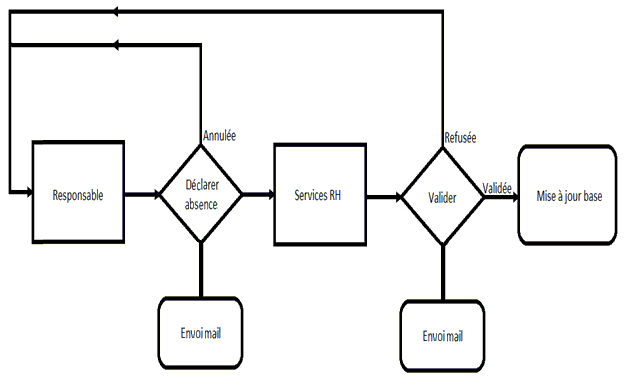 Annulée
Refusée
Responsable
Déclarer
absence
Services RH
Valider
Validée
Mise à jour base
Envoi mail
Envoi mail